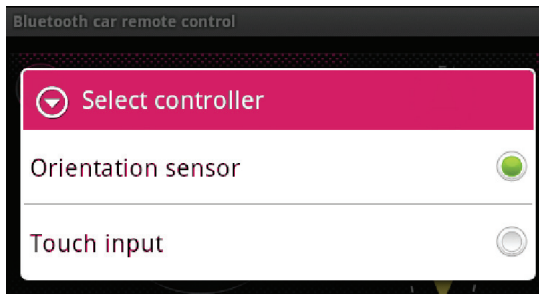 Bluetooth car remote control
Select controller
Orientation sensor
Touch input